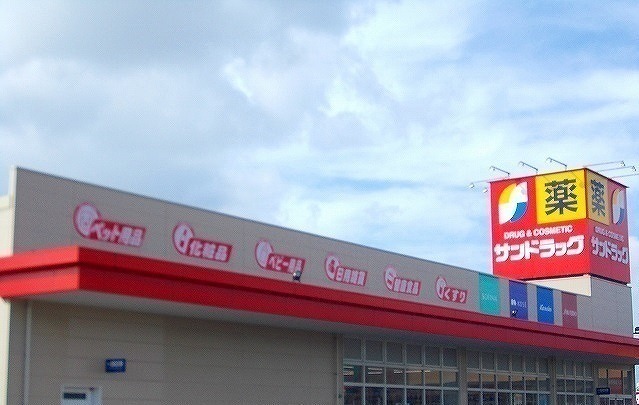 薬 薬
DRUG & COSMETIC
サンドラッグ
サンドラッグ
ペット用品
化粧品
ベビー用品
日用雑貨
健康食品
くすり
KOSÉ
Kanebo